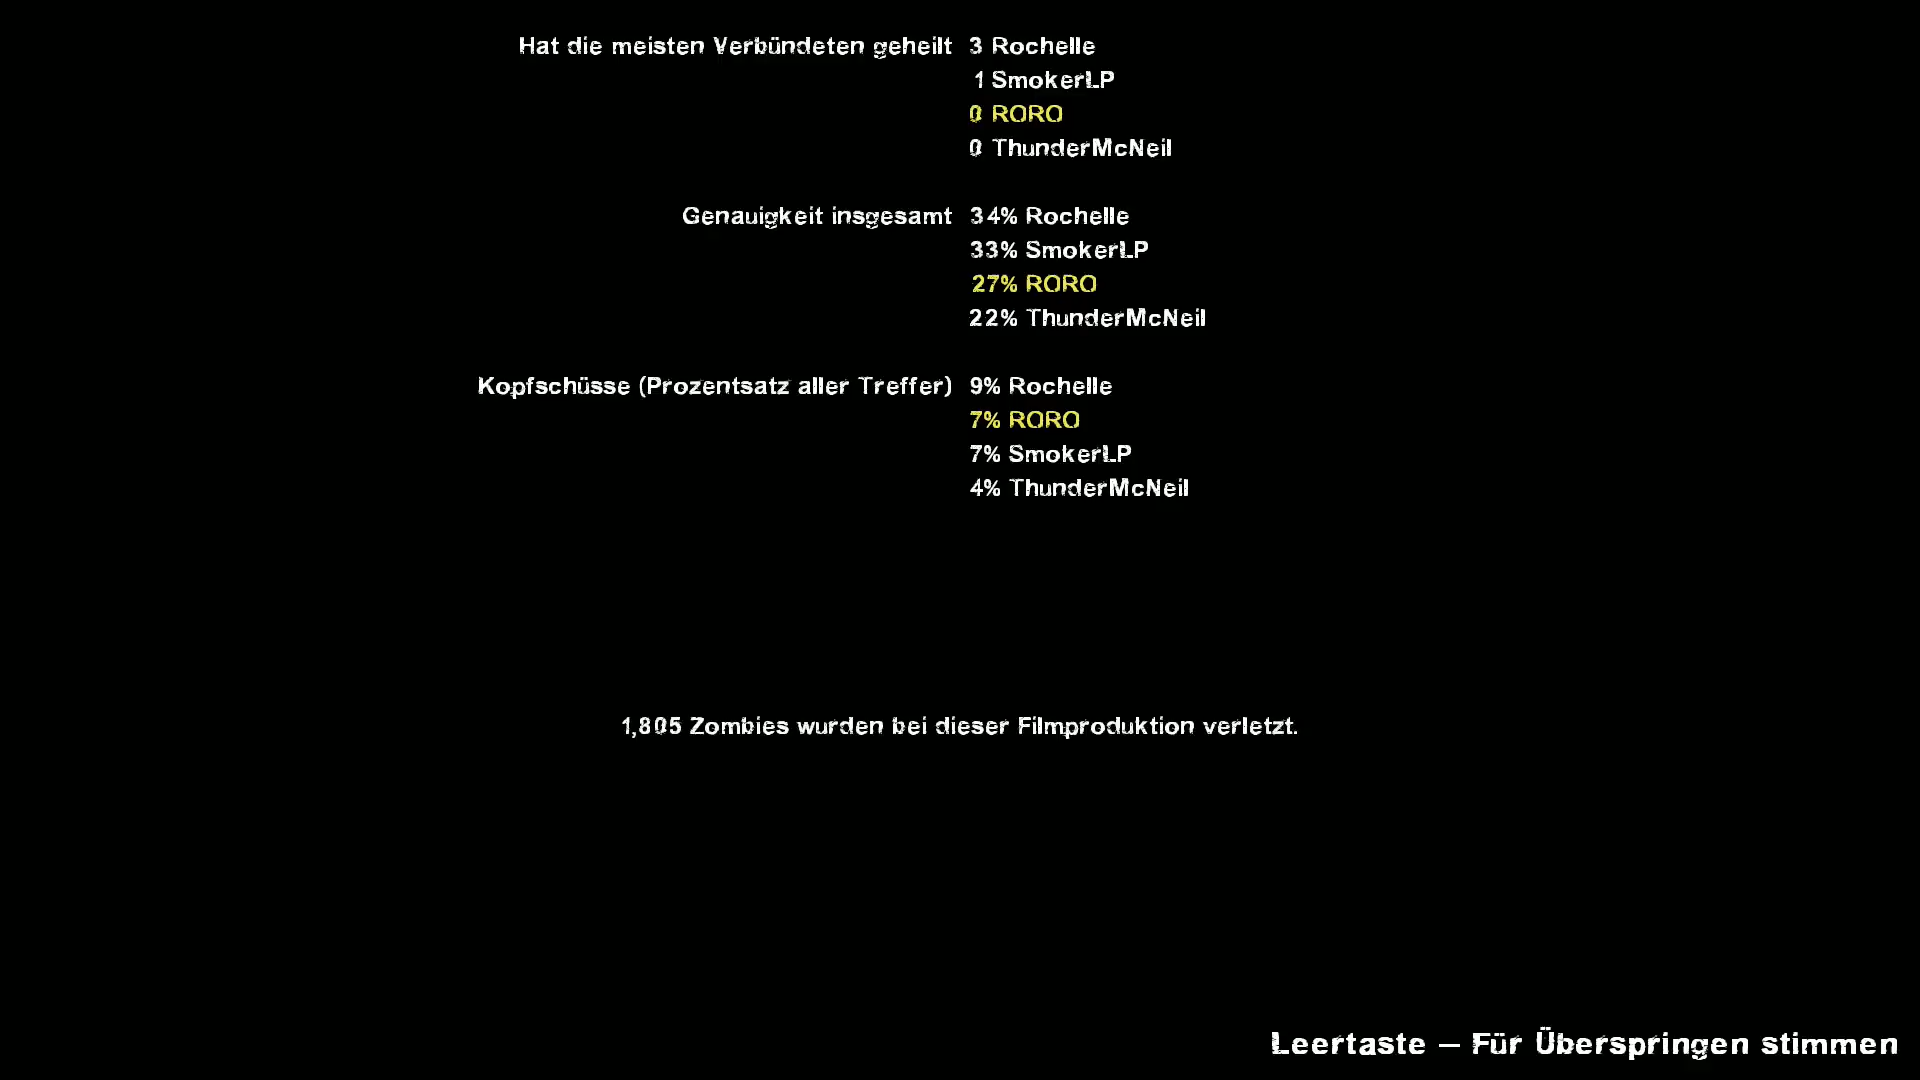 Hat die meisten Verbündeten geheilt 3 Rochelle
1 SmokerLP
0 RORO
0 ThunderMcNeil
Genauigkeit insgesamt 34% Rochelle
33% SmokerLP
27% RORO
22% ThunderMcNeil
Kopfschüsse (Prozentsatz aller Treffer) 9% Rochelle
7% RORO
7% SmokerLP
4% ThunderMcNeil
1,805 Zombies wurden bei dieser Filmproduktion verletzt.
Leertaste – Für Überspringen stimmen